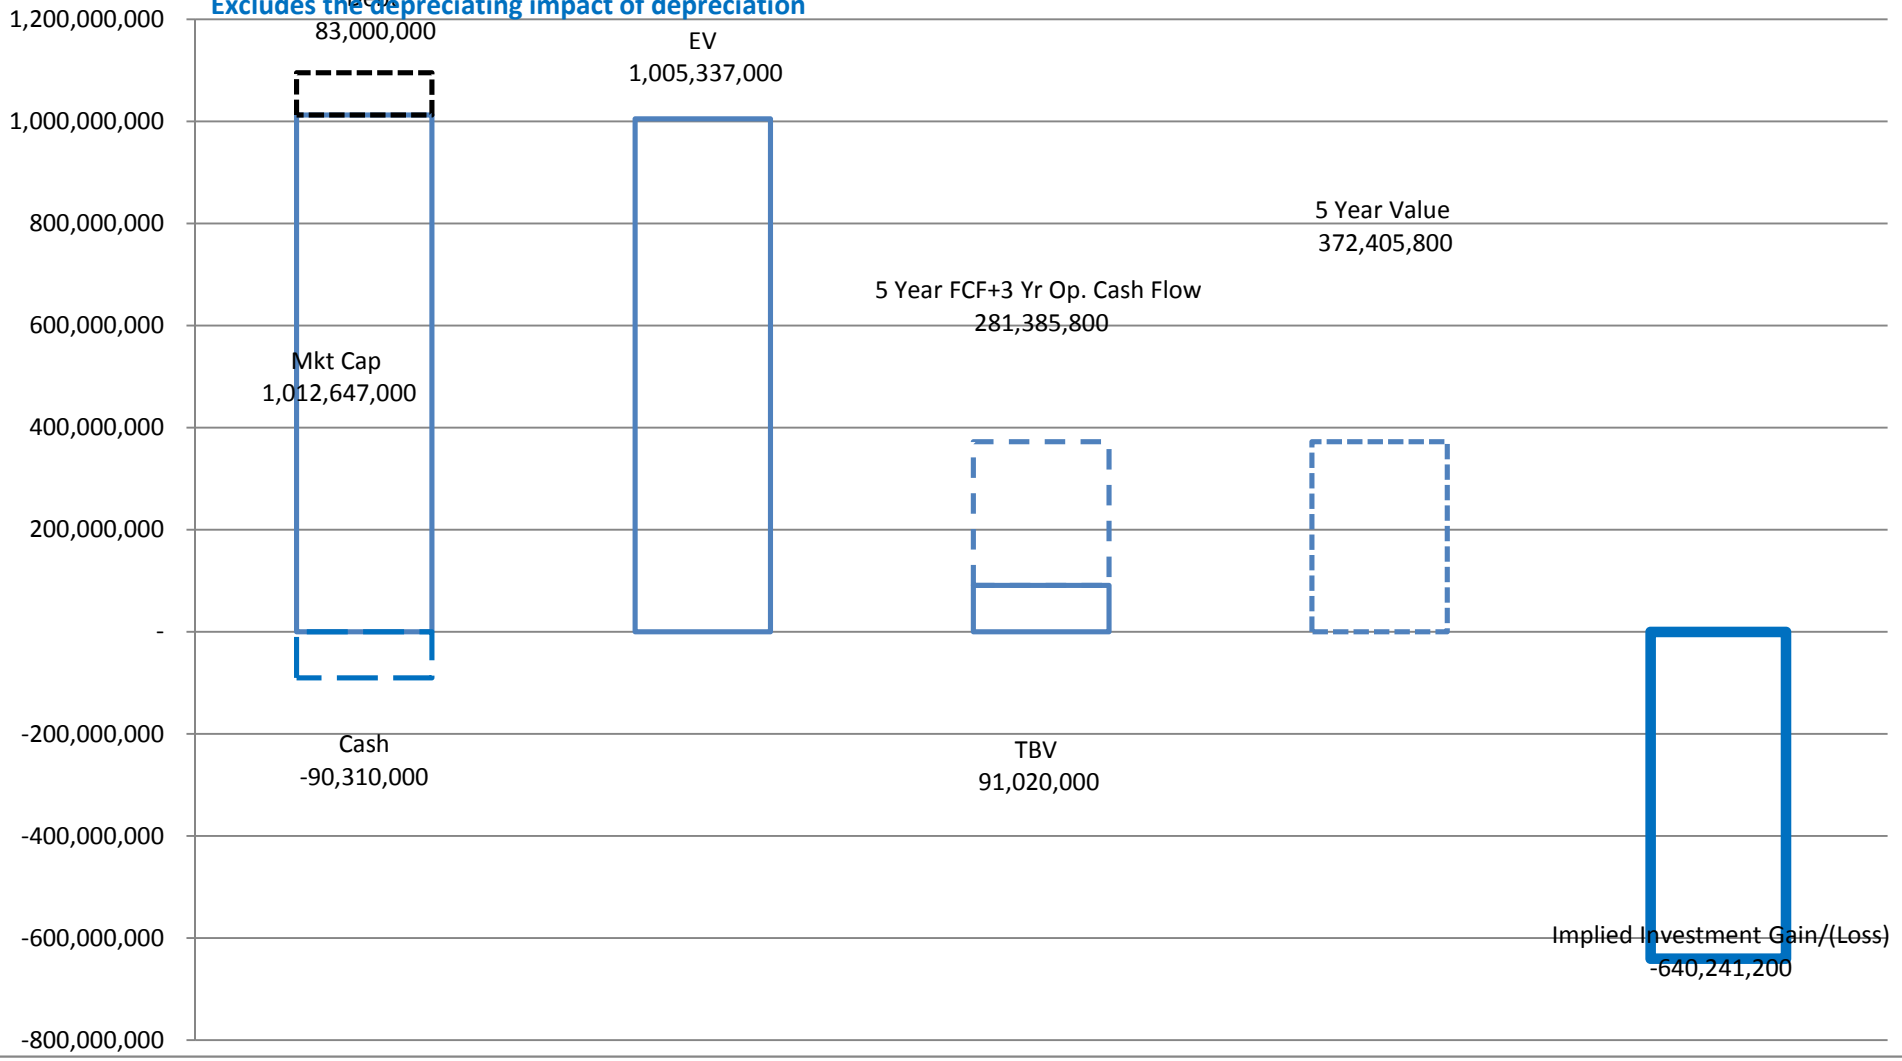 Excludes the depreciating impact of depreciation
1,200,000,000
83,000,000
EV
1,005,337,000
1,000,000,000
800,000,000
5 Year Value
372,405,800
5 Year FCF+3 Yr Op. Cash Flow
281,385,800
600,000,000
Mkt Cap
1,012,647,000
400,000,000
200,000,000
-
-200,000,000
Cash
-90,310,000
TBV
91,020,000
-400,000,000
-600,000,000
Implied Investment Gain/(Loss)
-640,241,200
-800,000,000